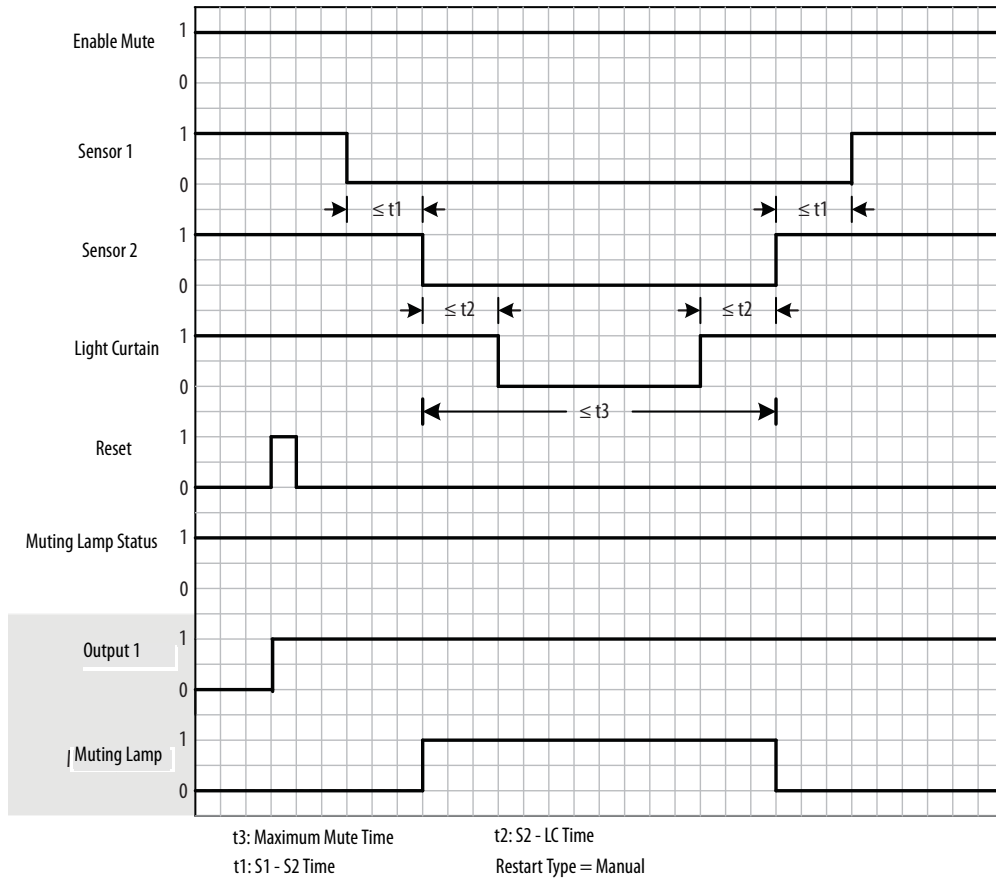 Enable Mute
1
0
Sensor 1
1
0
≤ t1
≤ t1
Sensor 2
1
0
≤ t2
≤ t2
Light Curtain
1
0
≤ t3
Reset
1
0
Muting Lamp Status
1
0
Output 1
1
0
Muting Lamp
1
0
t3: Maximum Mute Time
t2: S2 - LC Time
t1: S1 - S2 Time
Restart Type = Manual